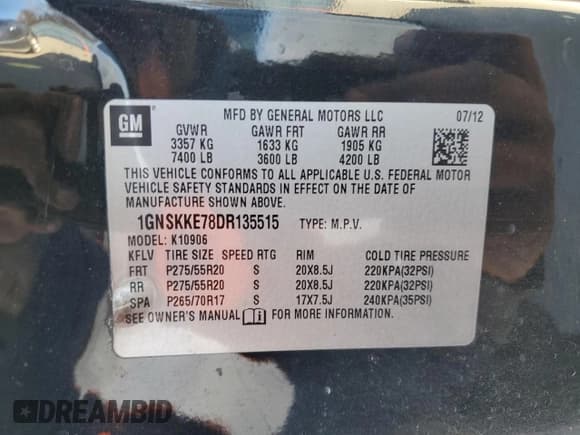 GM
MFD BY GENERAL MOTORS LLC 07/12
GVWR GAWR FRT GAWR RR
3357 KG 1633 KG 1905 KG
7400 LB 3600 LB 4200 LB
THIS VEHICLE CONFORMS TO ALL APPLICABLE U.S. FEDERAL MOTOR
VEHICLE SAFETY STANDARDS IN EFFECT ON THE DATE OF
MANUFACTURE SHOWN ABOVE.
1GNSKKE78DR135515 TYPE: M.P.V.
MODEL: K10906
KFLV TIRE SIZE SPEED RTG RIM COLD TIRE PRESSURE
FRT P275/55R20 S 20X8.5J 220KPA(32PSI)
RR P275/55R20 S 20X8.5J 220KPA(32PSI)
SPA P265/70R17 S 17X7.5J 240KPA(35PSI)
SEE OWNER'S MANUAL i FOR MORE INFORMATION.
DREAMBID